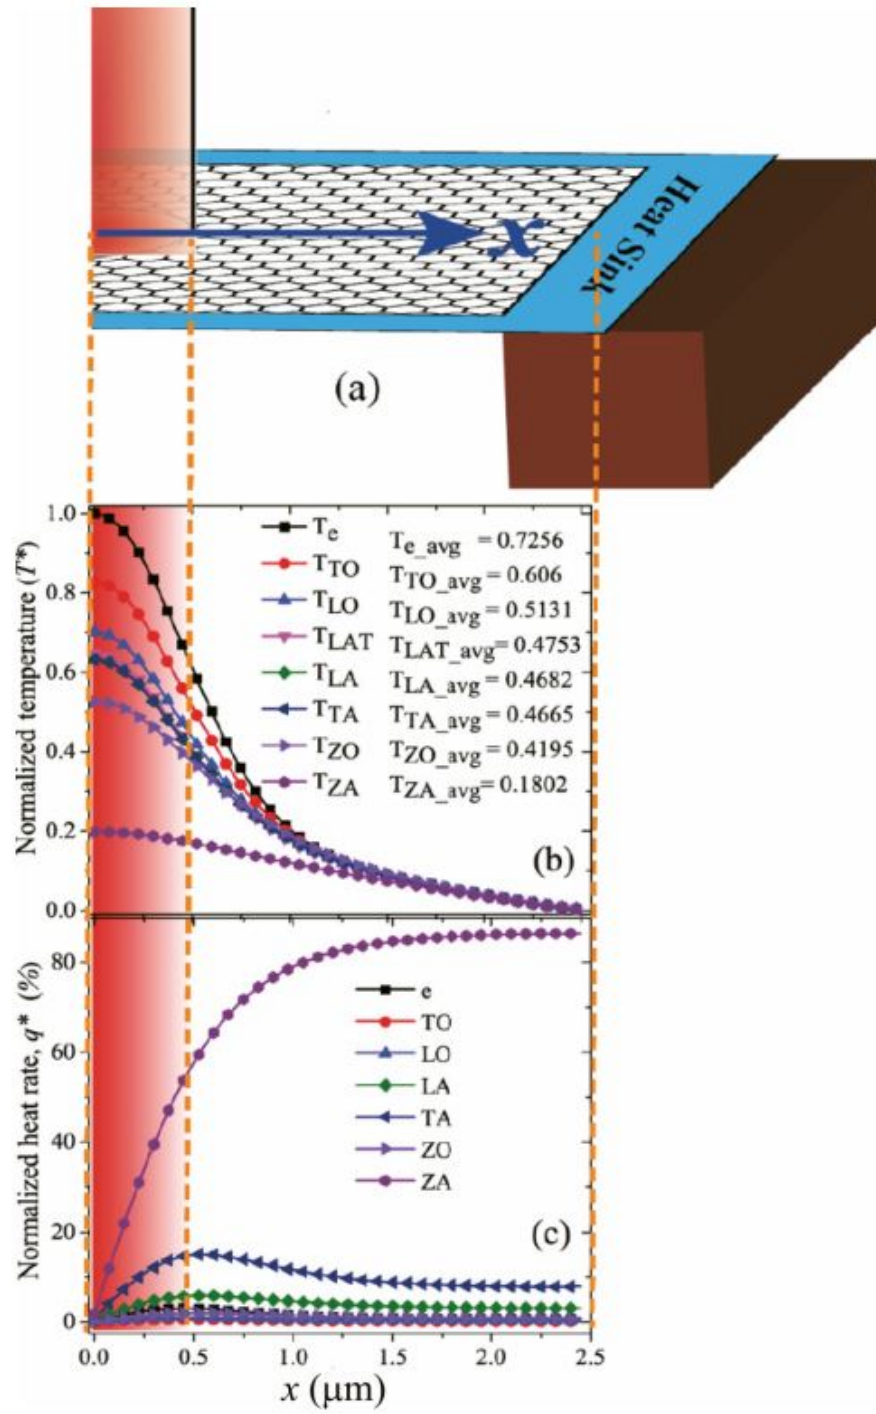 x
Heat Sink
(a)
Normalized temperature (T*)
1.0
0.8
0.6
0.4
0.2
0.0
T_e T_e_avg = 0.7256
T_TO T_TO_avg = 0.606
T_LO T_LO_avg = 0.5131
T_LAT T_LAT_avg = 0.4753
T_LA T_LA_avg = 0.4682
T_TA T_TA_avg = 0.4665
T_ZO T_ZO_avg = 0.4195
T_ZA T_ZA_avg = 0.1802
(b)
Normalized heat rate, q* (%)
80
60
40
20
0
e
TO
LO
LA
TA
ZO
ZA
(c)
0.0 0.5 1.0 1.5 2.0 2.5
x (μm)